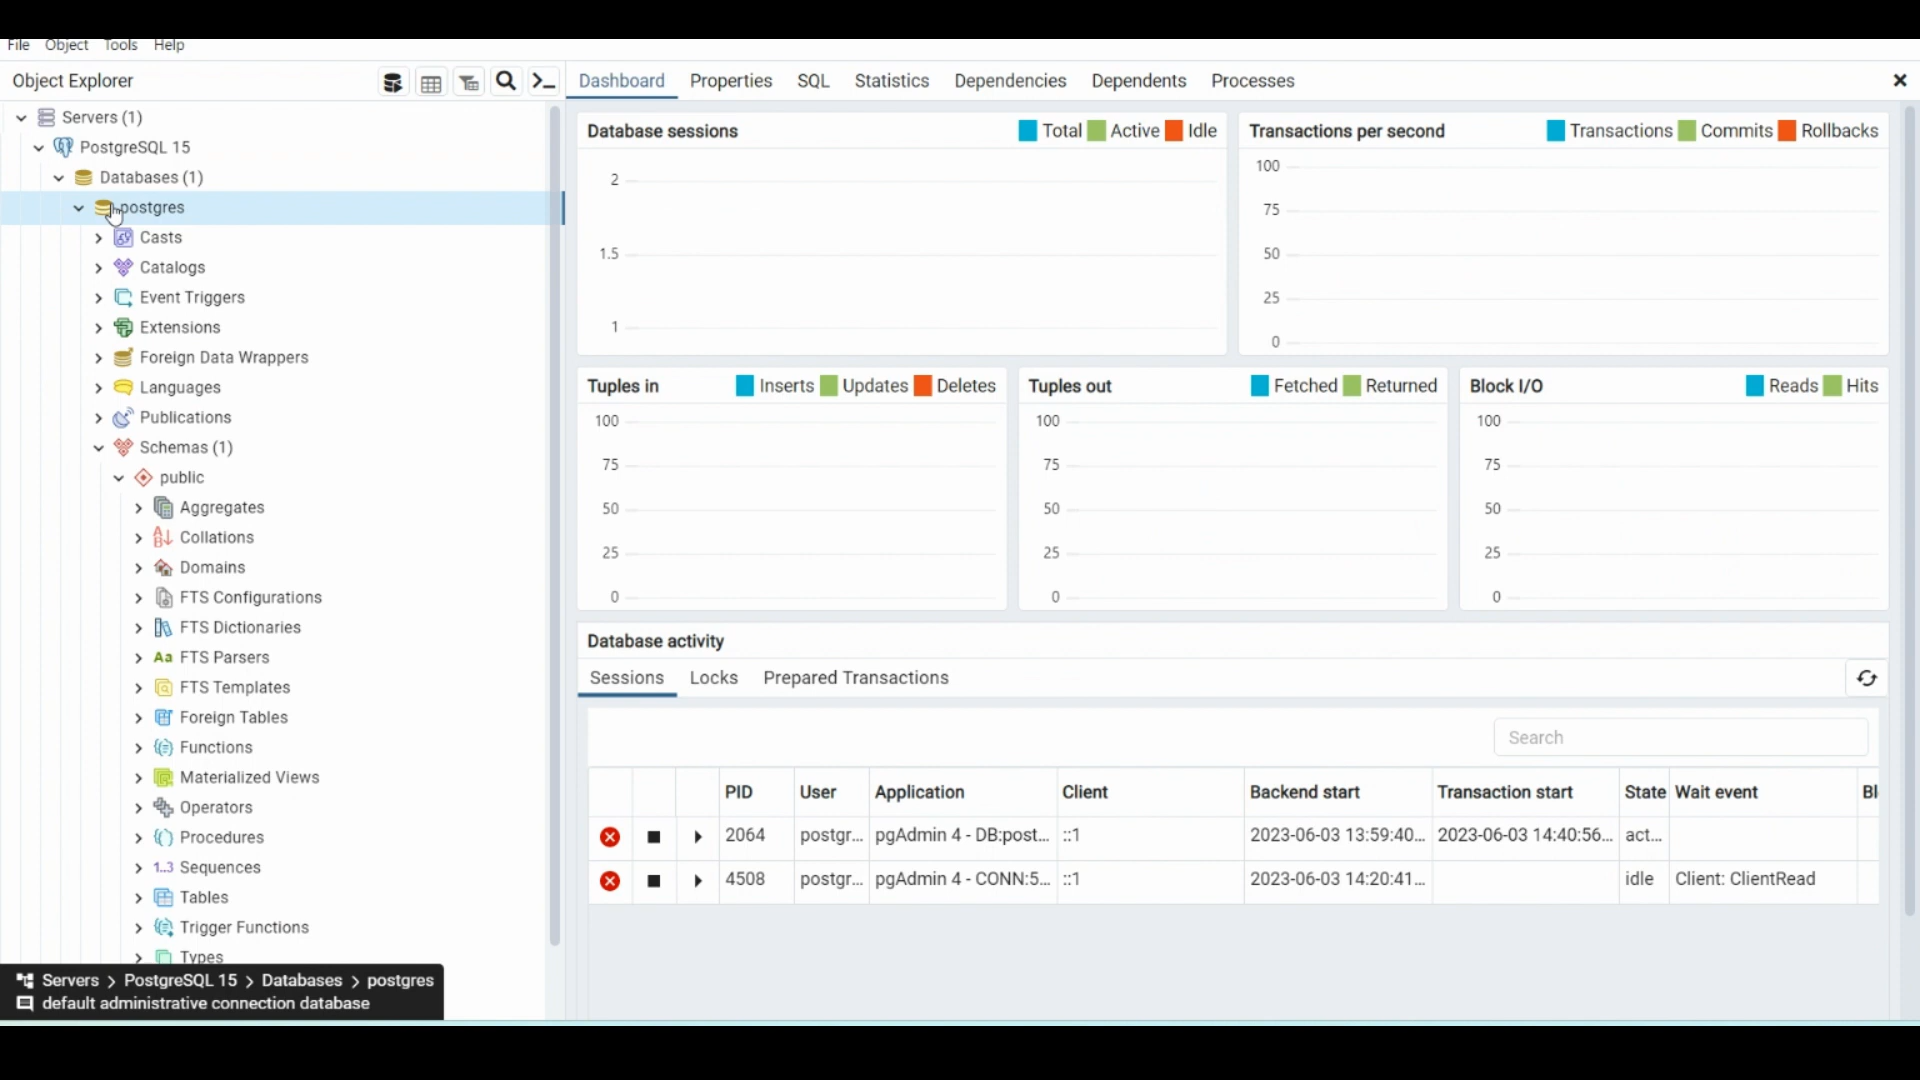 File Object Tools Help
Object Explorer
Dashboard Properties SQL Statistics Dependencies Dependents Processes
Servers (1)
PostgreSQL 15
Databases (1)
postgres
Casts
Catalogs
Event Triggers
Extensions
Foreign Data Wrappers
Languages
Publications
Schemas (1)
public
Aggregates
Collations
Domains
FTS Configurations
FTS Dictionaries
Aa FTS Parsers
FTS Templates
Foreign Tables
Functions
Materialized Views
Operators
Procedures
1..3 Sequences
Tables
Trigger Functions
Types
Servers > PostgreSQL 15 > Databases > postgres
default administrative connection database
Database sessions Total Active Idle
2
1.5
1
Transactions per second Transactions Commits Rollbacks
100
75
50
25
0
Tuples in Inserts Updates Deletes
100
75
50
25
0
Tuples out Fetched Returned
100
75
50
25
0
Block I/O Reads Hits
100
75
50
25
0
Database activity
Sessions Locks Prepared Transactions
Search
PID User Application Client Backend start Transaction start State Wait event Bl
2064 postgr... pgAdmin 4 - DB:post... ::1 2023-06-03 13:59:40... 2023-06-03 14:40:56... act...
4508 postgr... pgAdmin 4 - CONN:5... ::1 2023-06-03 14:20:41... idle Client: ClientRead